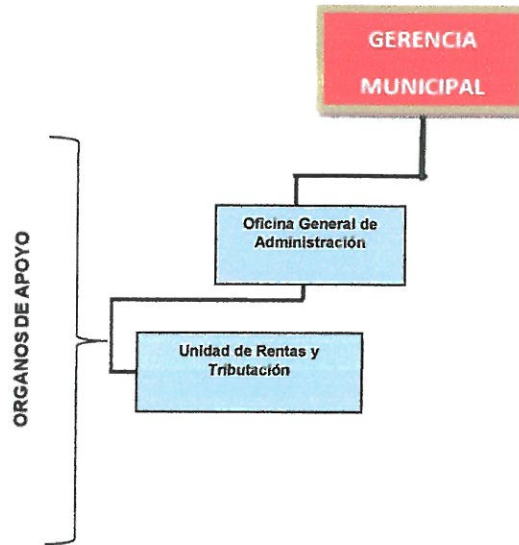 GERENCIA
MUNICIPAL
Oficina General de
Administración
ORGANOS DE APOYO
Unidad de Rentas y
Tributación